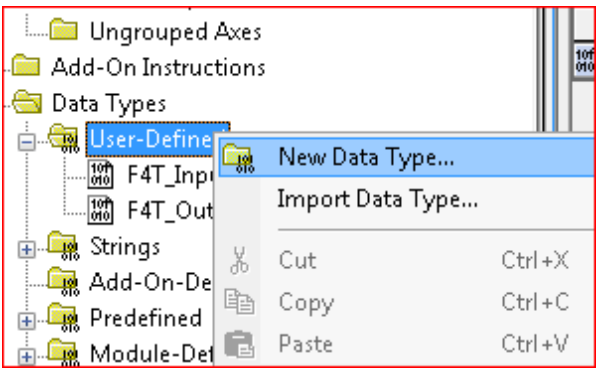 Ungrouped Axes
Add-On Instructions
Data Types
User-Define
New Data Type...
F4T_Inp
Import Data Type...
F4T_Out
Strings
Cut Ctrl+X
Add-On-De
Copy Ctrl+C
Predefined
Paste Ctrl+V
Module-Def